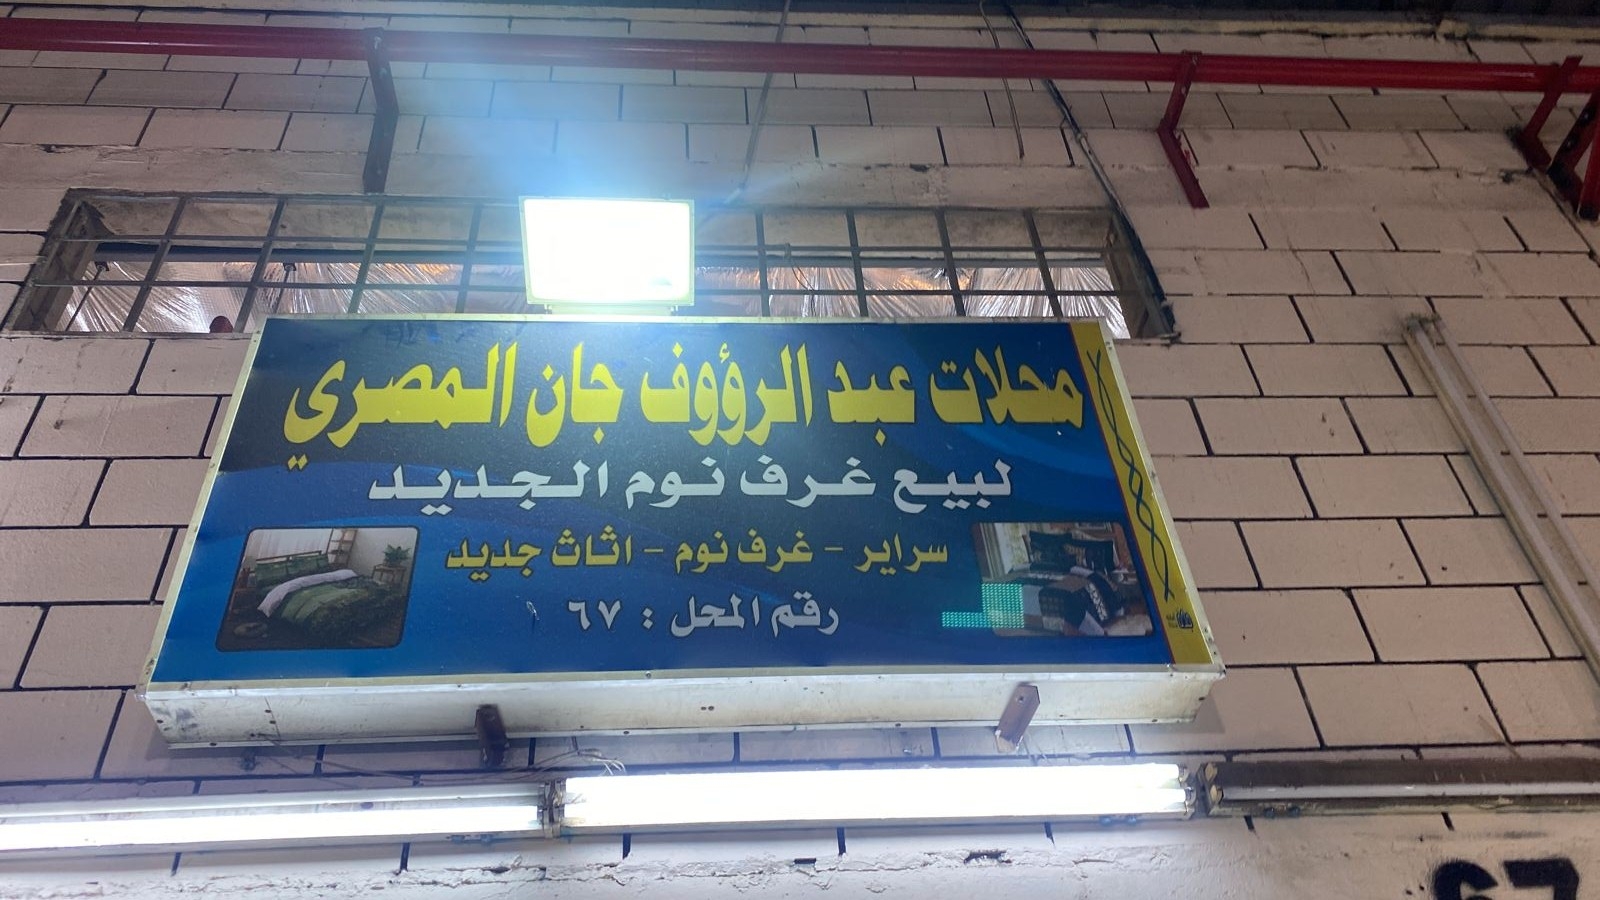 محلات عبد الرؤوف جان المصري
لبيع غرف نوم الجديد
سراير - غرف نوم - اثاث جديد
رقم المحل : ٦٧
67